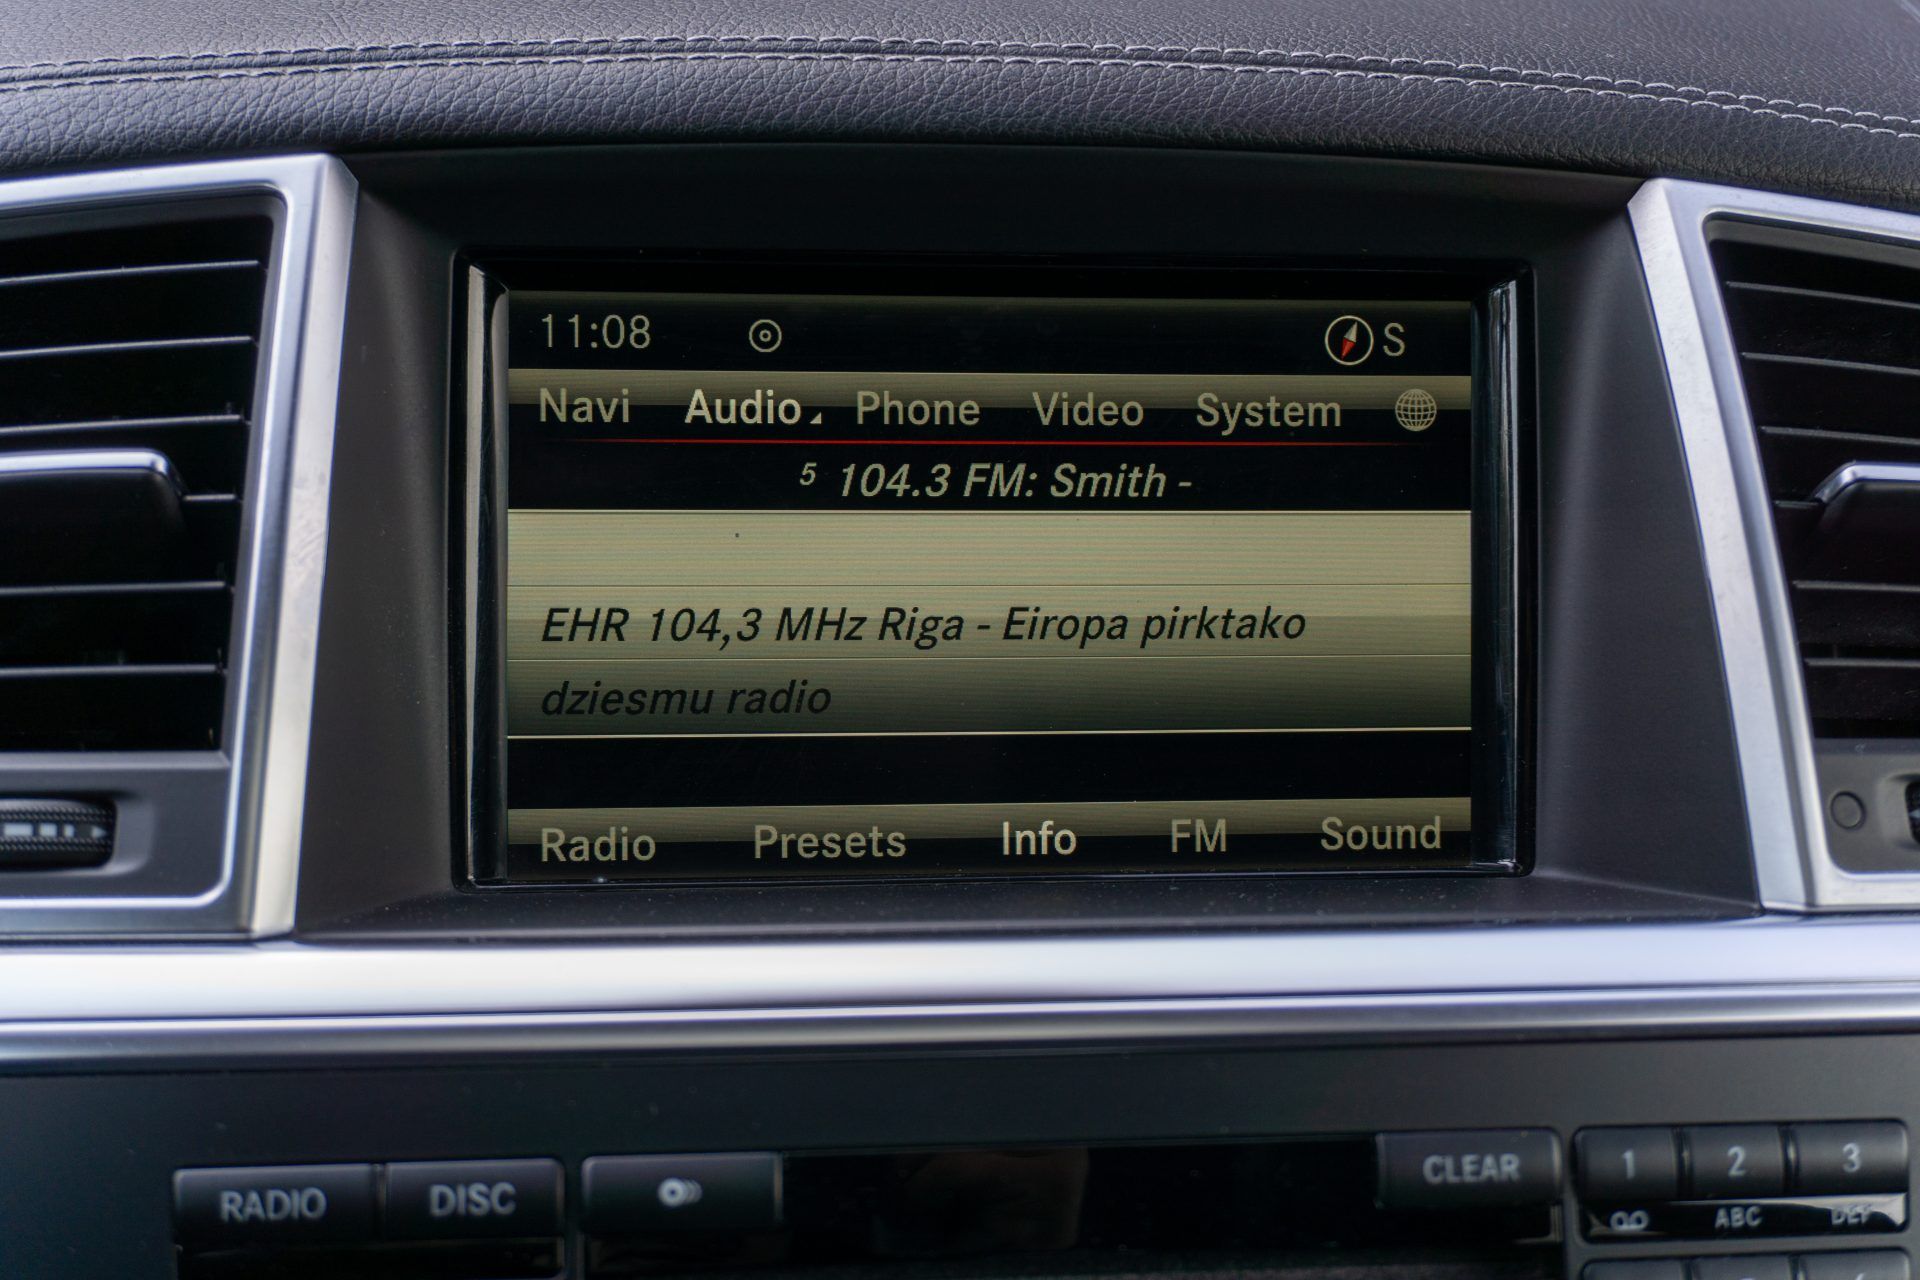 11:08 S
Navi Audio Phone Video System
5 104.3 FM: Smith -
EHR 104,3 MHz Riga - Eiropa pirktako
dziesmu radio
Radio Presets Info FM Sound
RADIO DISC CLEAR 1 2 3
ABC DEF